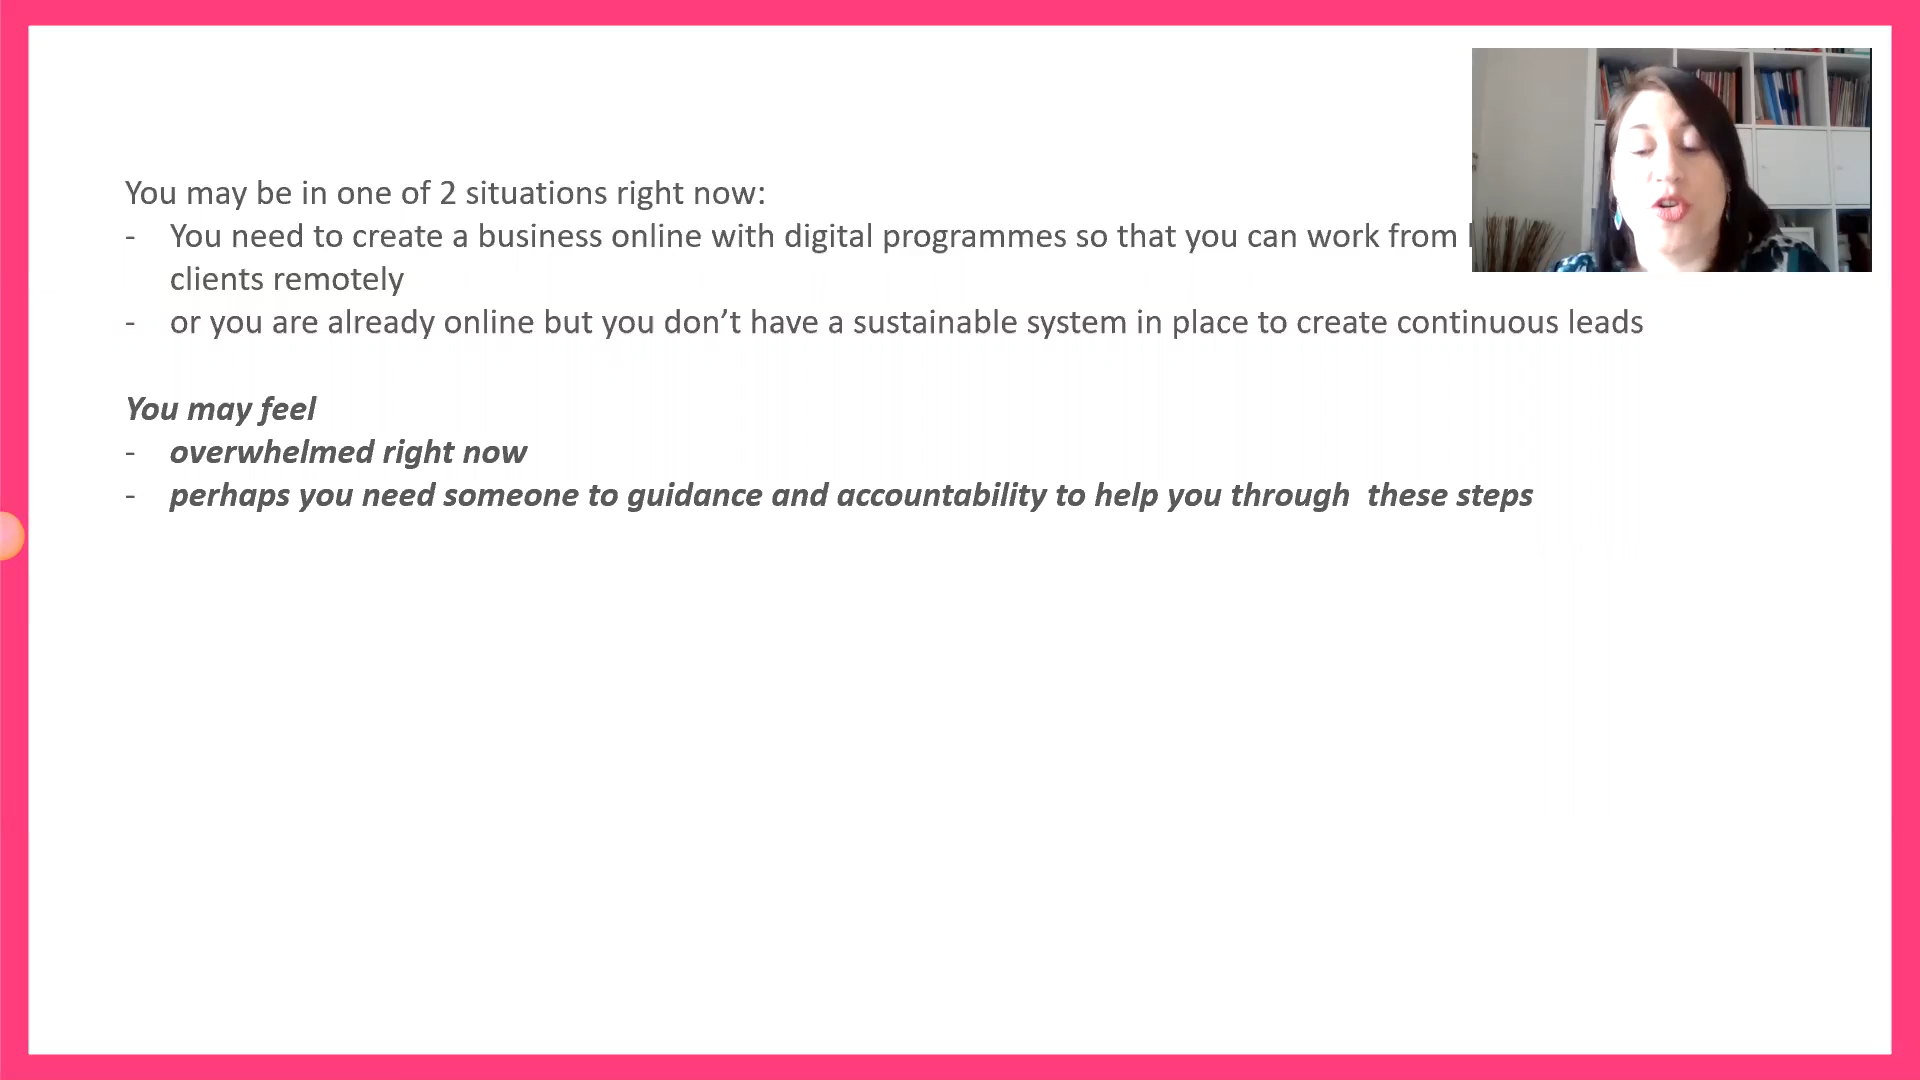 You may be in one of 2 situations right now:
- You need to create a business online with digital programmes so that you can work from
clients remotely
- or you are already online but you don’t have a sustainable system in place to create continuous leads
You may feel
- overwhelmed right now
- perhaps you need someone to guidance and accountability to help you through these steps